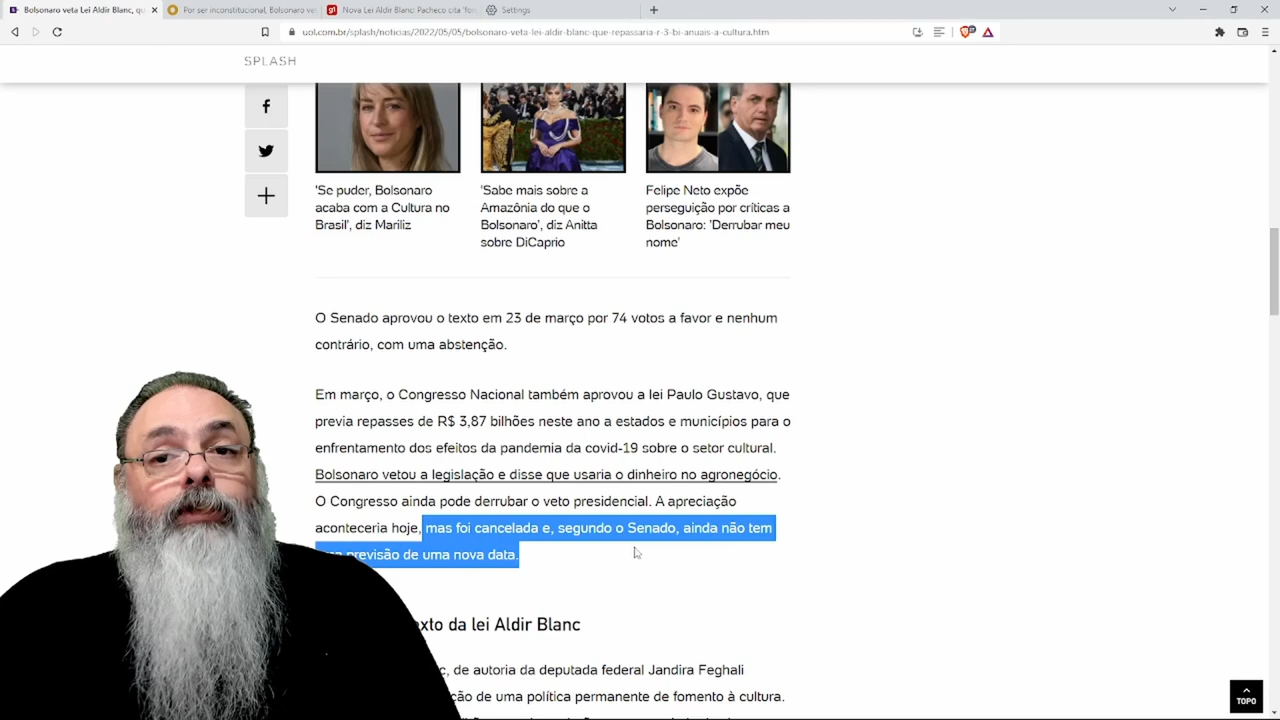 Bolsonaro veta Lei Aldir Blanc, qu
Por ser inconstitucional, Bolsonaro ve
g1
Nova Lei Aldir Blanc: Pacheco cita 'for
Settings
uol.com.br/splash/noticias/2022/05/05/bolsonaro-veta-lei-aldir-blanc-que-repassaria-r-3-bi-anuais-a-cultura.htm
SPLASH
'Se puder, Bolsonaro
acaba com a Cultura no
Brasil', diz Mariliz
'Sabe mais sobre a
Amazônia do que o
Bolsonaro', diz Anitta
sobre DiCaprio
Felipe Neto expõe
perseguição por críticas a
Bolsonaro: 'Derrubar meu
nome'
O Senado aprovou o texto em 23 de março por 74 votos a favor e nenhum
contrário, com uma abstenção.
Em março, o Congresso Nacional também aprovou a lei Paulo Gustavo, que
previa repasses de R$ 3,87 bilhões neste ano a estados e municípios para o
enfrentamento dos efeitos da pandemia da covid-19 sobre o setor cultural.
Bolsonaro vetou a legislação e disse que usaria o dinheiro no agronegócio.
O Congresso ainda pode derrubar o veto presidencial. A apreciação
aconteceria hoje, mas foi cancelada e, segundo o Senado, ainda não tem
previsão de uma nova data.
da lei Aldir Blanc
de autoria da deputada federal Jandira Feghali
de uma política permanente de fomento à cultura.
TOPO